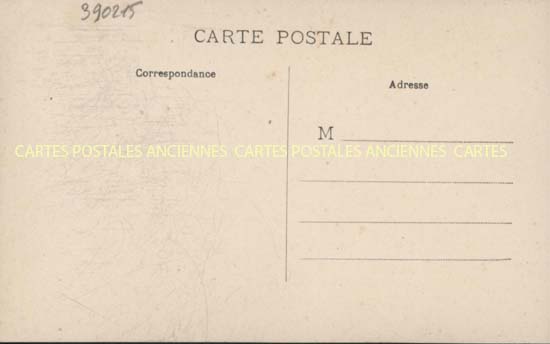 390215
CARTE POSTALE
Correspondance
Adresse
M
CARTES POSTALES ANCIENNES CARTES POSTALES ANCIENNES CARTES